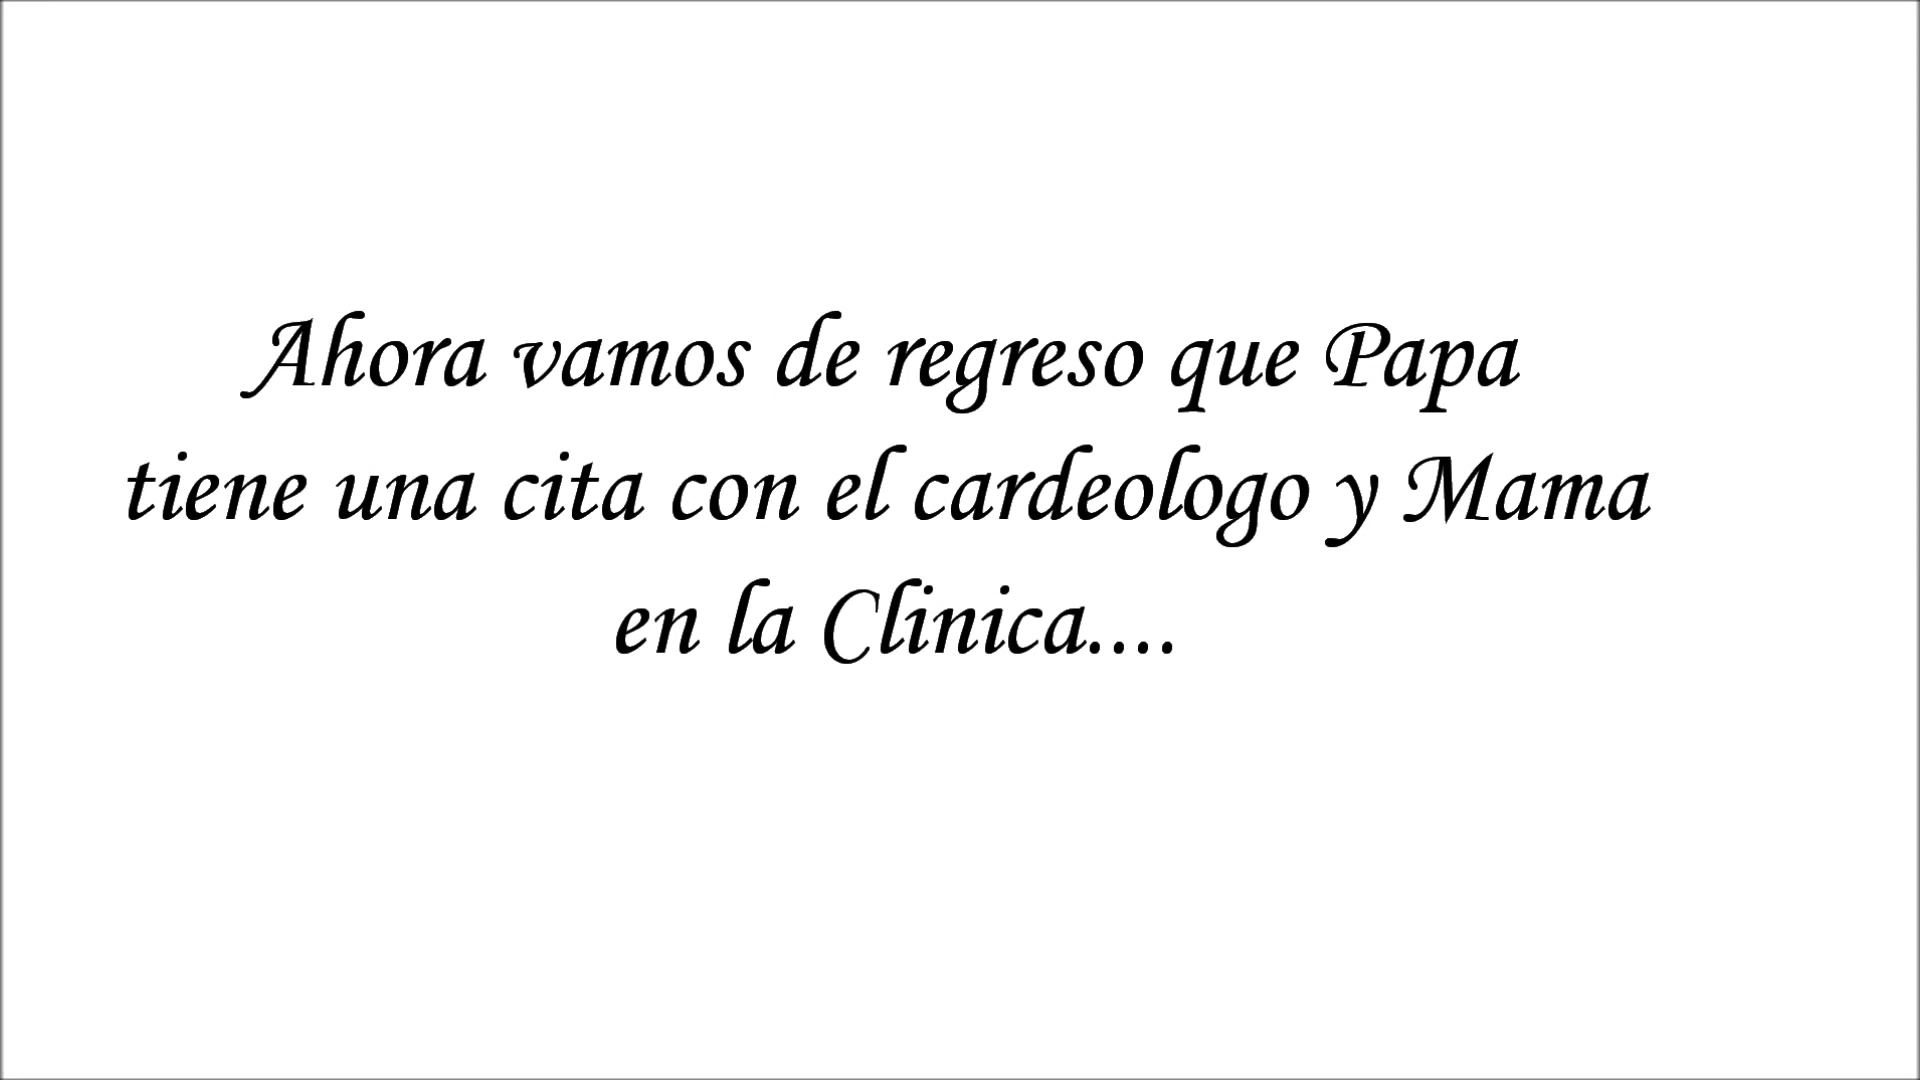 Ahora vamos de regreso que Papa
tiene una cita con el cardeologo y Mama
en la Clinica....